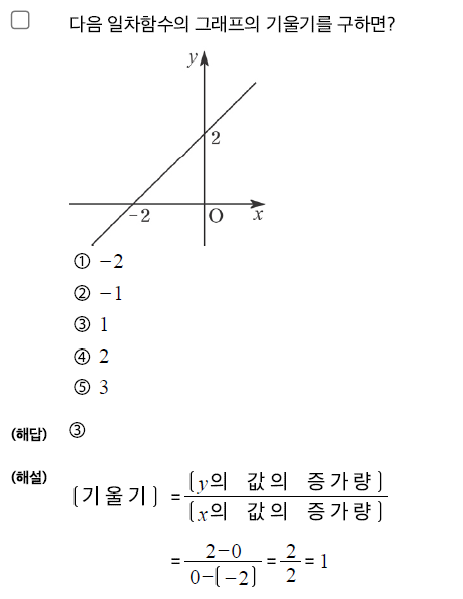 다음 일차함수의 그래프의 기울기를 구하면?
y
2
-2 O x
① -2
② -1
③ 1
④ 2
⑤ 3
(해답) ③
(해설) (기울기) = (y의 값의 증가량) / (x의 값의 증가량)
= 2-0 / 0-(-2) = 2/2 = 1